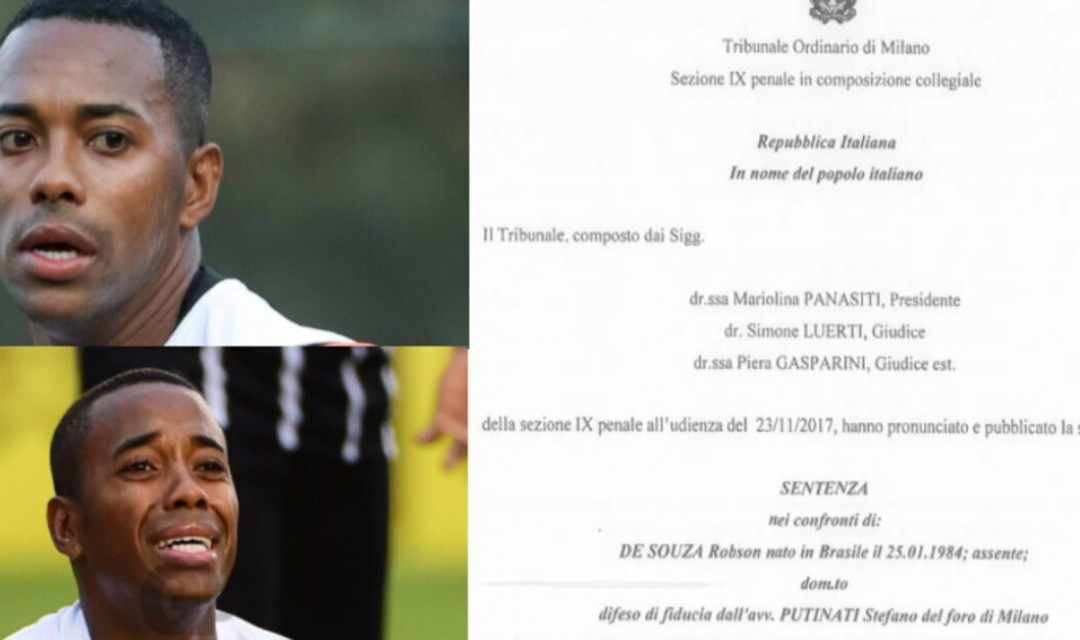 Tribunale Ordinario di Milano
Sezione IX penale in composizione collegiale
Repubblica Italiana
In nome del popolo italiano
Il Tribunale, composto dai Sigg.
dr.ssa Mariolina PANASITI, Presidente
dr. Simone LUERTI, Giudice
dr.ssa Piera GASPARINI, Giudice est.
della sezione IX penale all'udienza del 23/11/2017, hanno pronunciato e pubblicato la
SENTENZA
nei confronti di:
DE SOUZA Robson nato in Brasile il 25.01.1984; assente;
dom.to
difeso di fiducia dall'avv. PUTINATI Stefano del foro di Milano